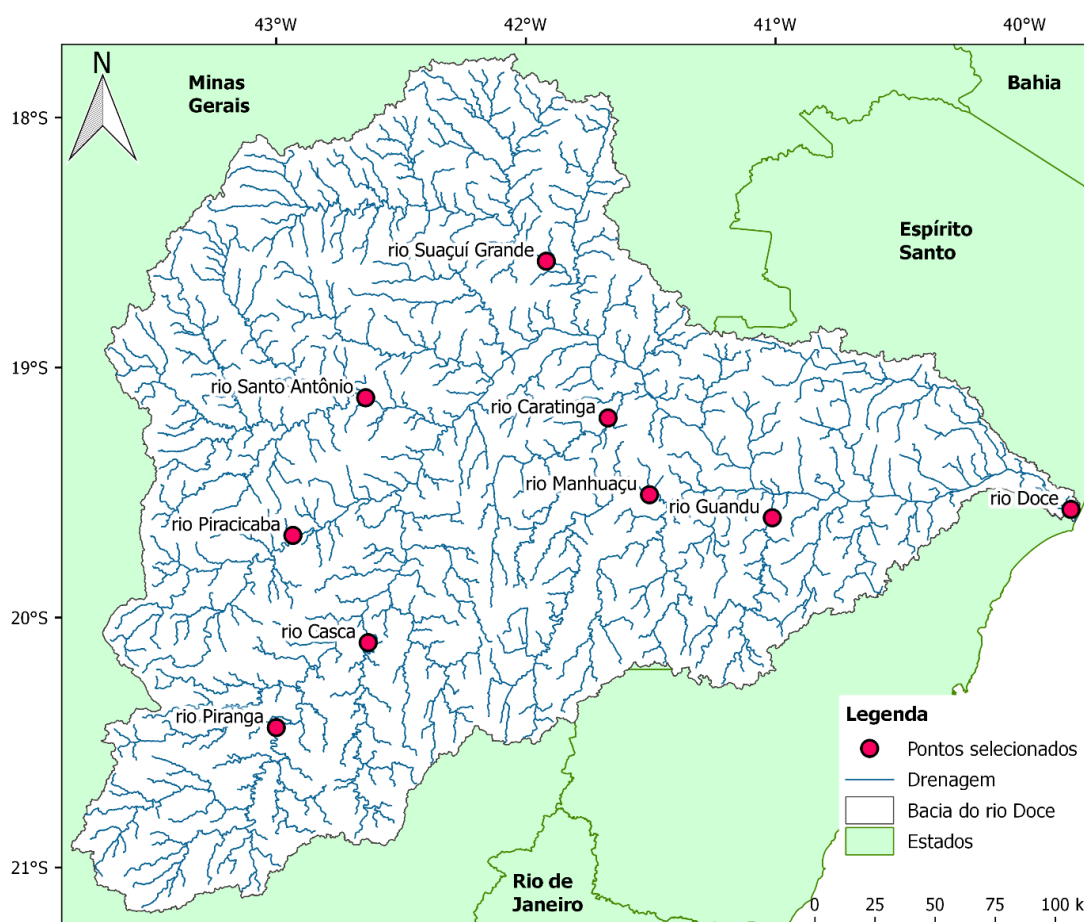 43°W 42°W 41°W 40°W
N
Minas
Gerais
Bahia
18°S
Espírito
Santo
rio Suaçuí Grande
19°S
rio Santo Antônio
rio Caratinga
rio Manhuaçu
rio Doce
rio Guandu
rio Piracicaba
20°S
rio Casca
rio Piranga
Legenda
Pontos selecionados
Drenagem
Bacia do rio Doce
Estados
21°S
Rio de
Janeiro
0 25 50 75 100 k